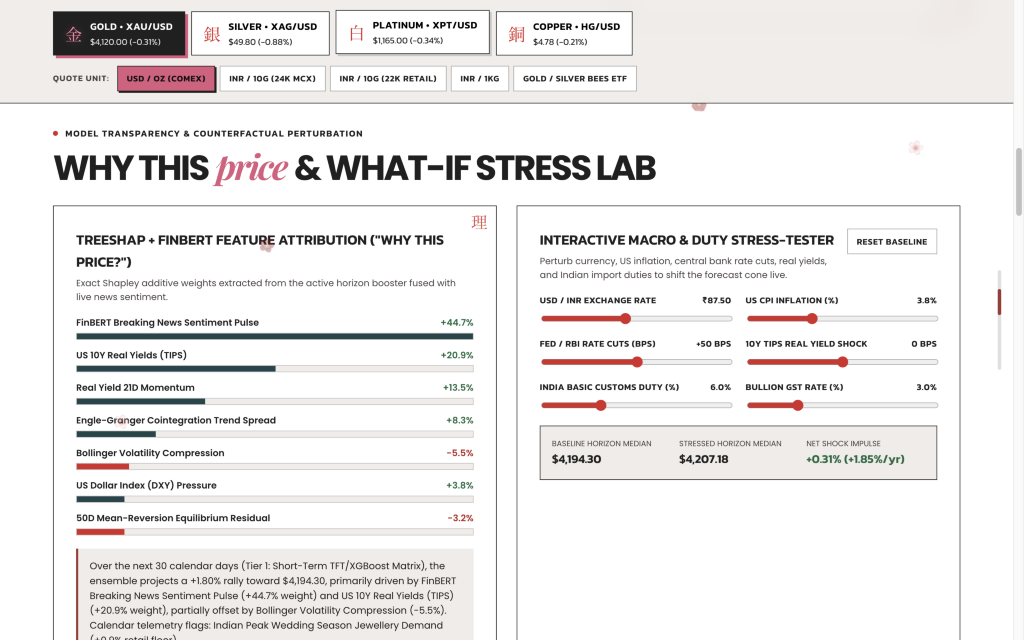 金
GOLD • XAU/USD
$4,120.00 (-0.31%)
銀
SILVER • XAG/USD
$49.80 (-0.88%)
白
PLATINUM • XPT/USD
$1,165.00 (-0.34%)
銅
COPPER • HG/USD
$4.78 (-0.21%)
QUOTE UNIT:
USD / OZ (COMEX)
INR / 10G (24K MCX)
INR / 10G (22K RETAIL)
INR / 1KG
GOLD / SILVER BEES ETF
MODEL TRANSPARENCY & COUNTERFACTUAL PERTURBATION
WHY THIS price & WHAT-IF STRESS LAB
理
TREESHAP + FINBERT FEATURE ATTRIBUTION ("WHY THIS
PRICE?")
Exact Shapley additive weights extracted from the active horizon booster fused with
live news sentiment.
FinBERT Breaking News Sentiment Pulse +44.7%
US 10Y Real Yields (TIPS) +20.9%
Real Yield 21D Momentum +13.5%
Engle-Granger Cointegration Trend Spread +8.3%
Bollinger Volatility Compression -5.5%
US Dollar Index (DXY) Pressure +3.8%
50D Mean-Reversion Equilibrium Residual -3.2%
Over the next 30 calendar days (Tier 1: Short-Term TFT/XGBoost Matrix), the
ensemble projects a +1.80% rally toward $4,194.30, primarily driven by FinBERT
Breaking News Sentiment Pulse (+44.7% weight) and US 10Y Real Yields (TIPS)
(+20.9% weight), partially offset by Bollinger Volatility Compression (-5.5%).
Calendar telemetry flags: Indian Peak Wedding Season Jewellery Demand
(+0.9% retail floor).
INTERACTIVE MACRO & DUTY STRESS-TESTER
RESET BASELINE
Perturb currency, US inflation, central bank rate cuts, real yields,
and Indian import duties to shift the forecast cone live.
USD / INR EXCHANGE RATE ₹87.50
US CPI INFLATION (%) 3.8%
FED / RBI RATE CUTS (BPS) +50 BPS
10Y TIPS REAL YIELD SHOCK 0 BPS
INDIA BASIC CUSTOMS DUTY (%) 6.0%
BULLION GST RATE (%) 3.0%
BASELINE HORIZON MEDIAN
$4,194.30
STRESSED HORIZON MEDIAN
$4,207.18
NET SHOCK IMPULSE
+0.31% (+1.85%/yr)